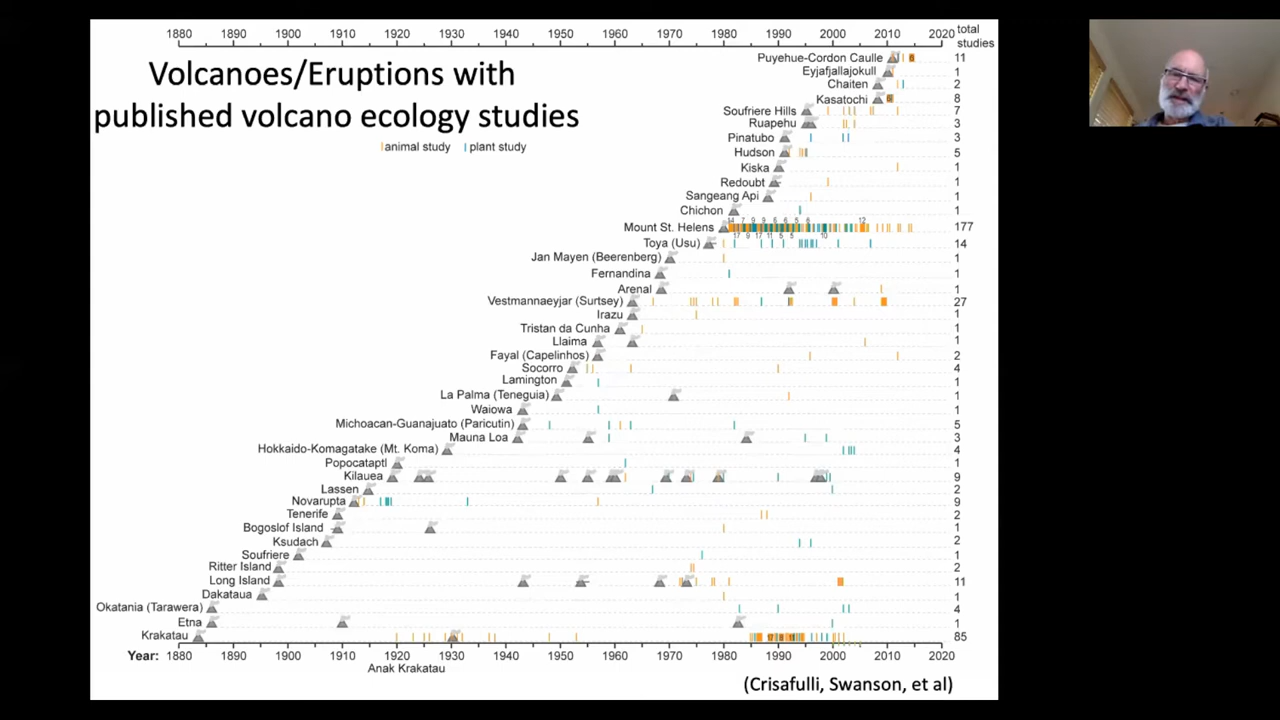 1880 1890 1900 1910 1920 1930 1940 1950 1960 1970 1980 1990 2000 2010 2020 total
studies
Volcanoes/Eruptions with
published volcano ecology studies
animal study plant study
Puyehue-Cordon Caulle 11
Eyjafjallajokull 1
Chaiten 2
Kasatochi 8
Soufriere Hills 7
Ruapehu 3
Pinatubo 3
Hudson 5
Kiska 1
Redoubt 1
Sangeang Api 1
Chichon 1
Mount St. Helens 177
Toya (Usu) 14
Jan Mayen (Beerenberg) 1
Fernandina 1
Arenal 1
Vestmannaeyjar (Surtsey) 27
Irazu 1
Tristan da Cunha 1
Llaima 1
Fayal (Capelinhos) 2
Socorro 4
Lamington 1
La Palma (Teneguia) 1
Waiowa 1
Michoacan-Guanajuato (Paricutin) 5
Mauna Loa 3
Hokkaido-Komagatake (Mt. Koma) 4
Popocataptl 1
Kilauea 9
Lassen 2
Novarupta 9
Tenerife 2
Bogoslof Island 1
Ksudach 2
Soufriere 1
Ritter Island 2
Long Island 11
Dakataua 1
Okatania (Tarawera) 4
Etna 1
Krakatau 85
Year: 1880 1890 1900 1910 1920 1930 1940 1950 1960 1970 1980 1990 2000 2010 2020
Anak Krakatau
(Crisafulli, Swanson, et al)